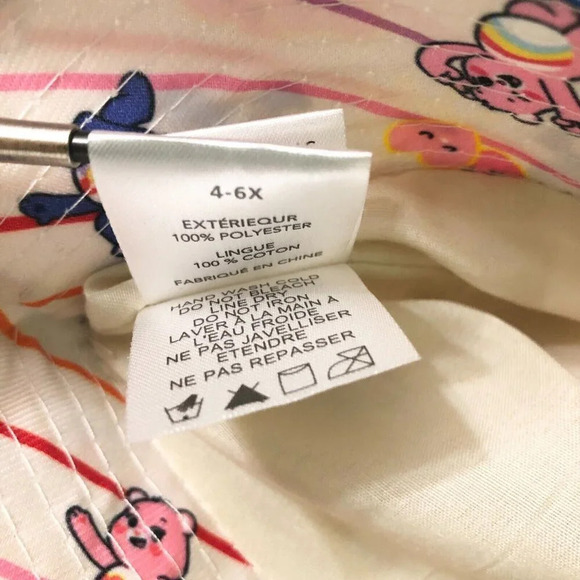 4-6X
EXTÉRIEQUR
100% POLYESTER
LINGUE
100 % COTON
FABRIQUÉ EN CHINE
HAND WASH COLD
DO NOT BLEACH
LINE DRY
DO NOT IRON
LAVER À LA MAIN À
L'EAU FROIDE
NE PAS JAVELLISER
ETENDRE
NE PAS REPASSER